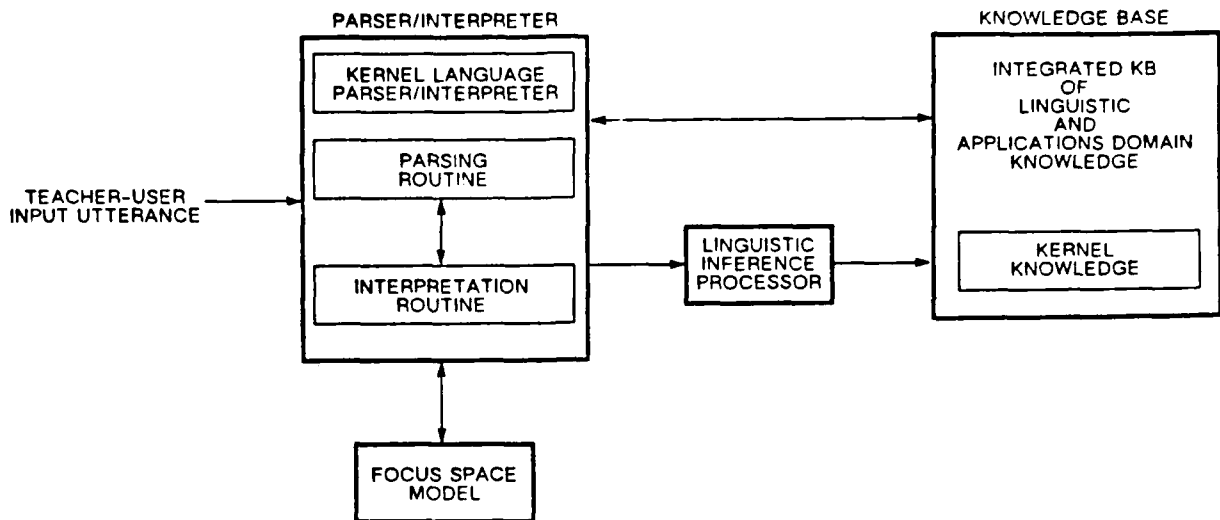 PARSER/INTERPRETER
KERNEL LANGUAGE
PARSER/INTERPRETER
PARSING
ROUTINE
INTERPRETATION
ROUTINE
TEACHER-USER
INPUT UTTERANCE
LINGUISTIC
INFERENCE
PROCESSOR
FOCUS SPACE
MODEL
KNOWLEDGE BASE
INTEGRATED KB
OF
LINGUISTIC
AND
APPLICATIONS DOMAIN
KNOWLEDGE
KERNEL
KNOWLEDGE